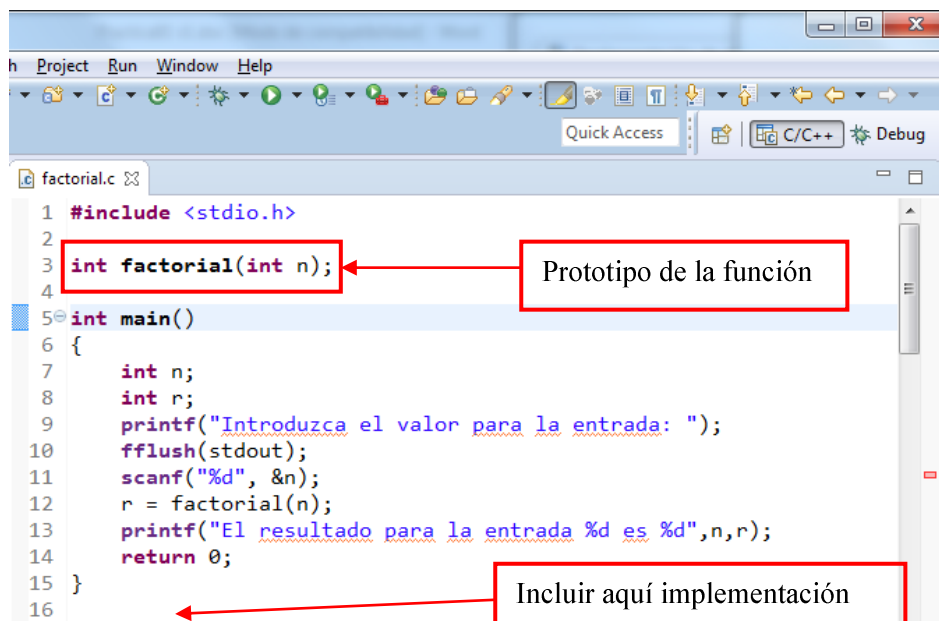 h Project Run Window Help
Quick Access C/C++ Debug
factorial.c
1 #include <stdio.h>
2
3 int factorial(int n);
Prototipo de la función
4
5 int main()
6 {
7 int n;
8 int r;
9 printf("Introduzca el valor para la entrada: ");
10 fflush(stdout);
11 scanf("%d", &n);
12 r = factorial(n);
13 printf("El resultado para la entrada %d es %d",n,r);
14 return 0;
15 }
Incluir aquí implementación
16